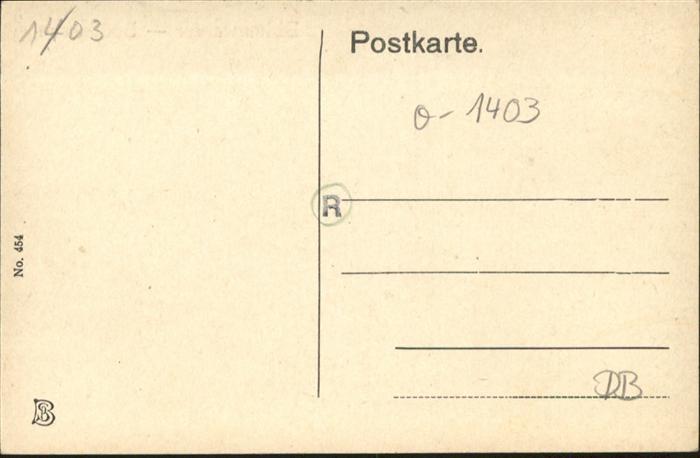 1403
Postkarte.
o-1403
R
No. 454
DB